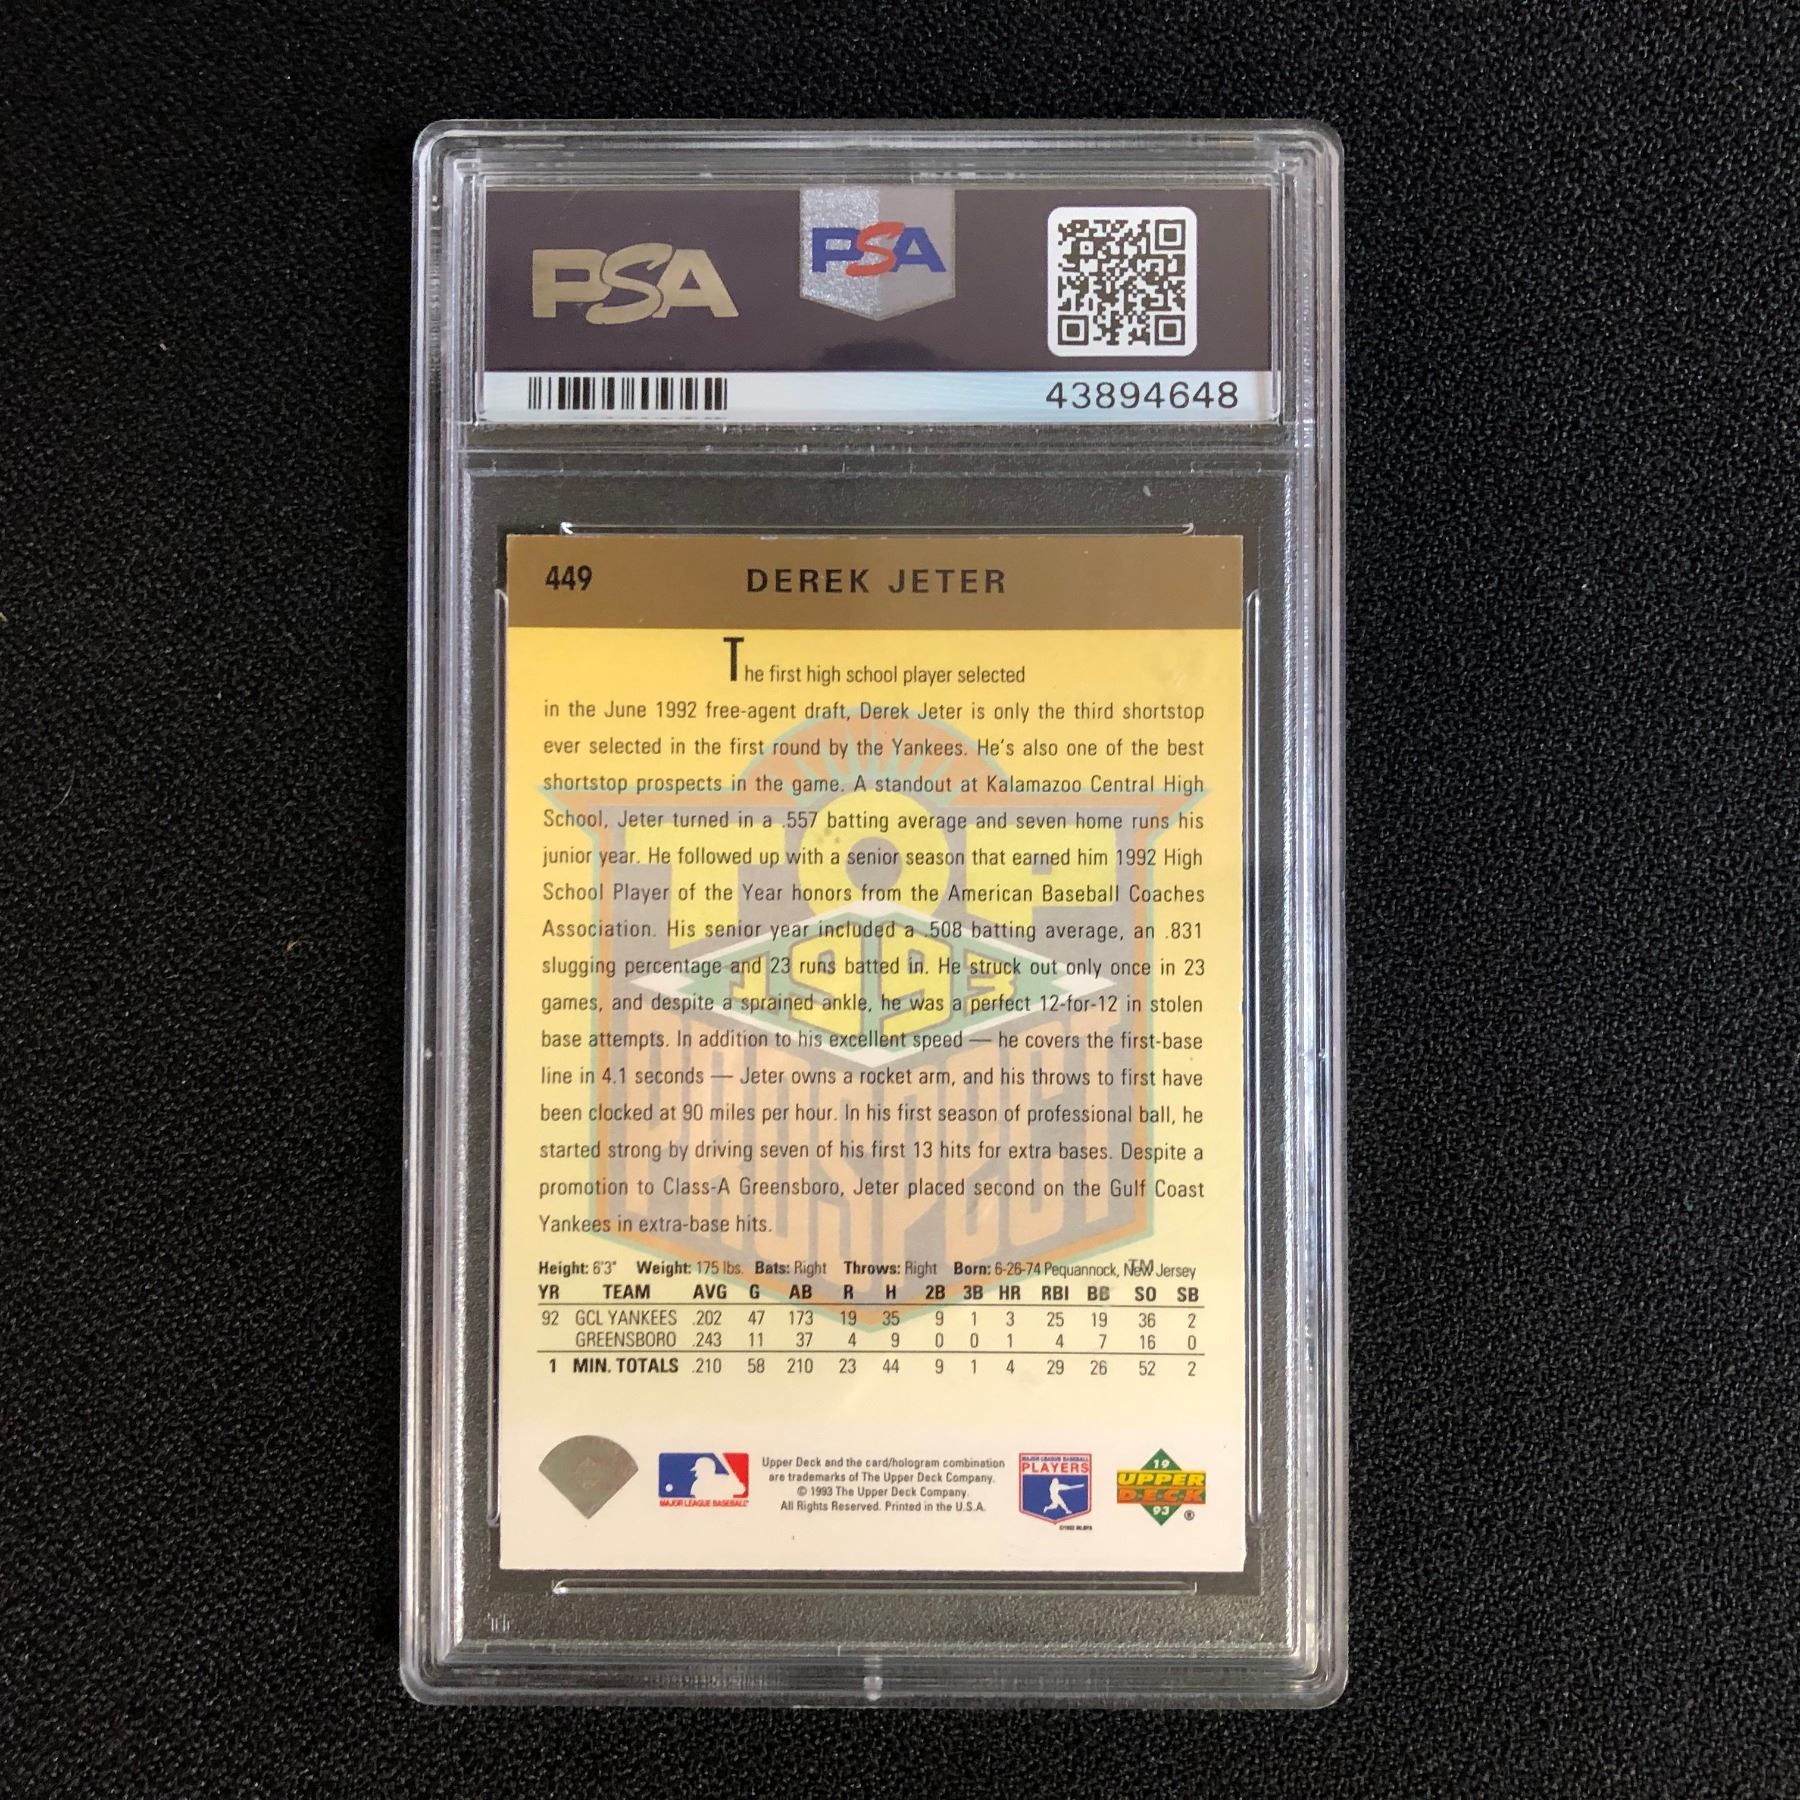 PSA
PSA
43894648
449 DEREK JETER
The first high school player selected
in the June 1992 free-agent draft, Derek Jeter is only the third shortstop
ever selected in the first round by the Yankees. He's also one of the best
shortstop prospects in the game. A standout at Kalamazoo Central High
School, Jeter turned in a .557 batting average and seven home runs his
junior year. He followed up with a senior season that earned him 1992 High
School Player of the Year honors from the American Baseball Coaches
Association. His senior year included a .508 batting average, an .831
slugging percentage and 23 runs batted in. He struck out only once in 23
games, and despite a sprained ankle, he was a perfect 12-for-12 in stolen
base attempts. In addition to his excellent speed — he covers the first-base
line in 4.1 seconds — Jeter owns a rocket arm, and his throws to first have
been clocked at 90 miles per hour. In his first season of professional ball, he
started strong by driving seven of his first 13 hits for extra bases. Despite a
promotion to Class-A Greensboro, Jeter placed second on the Gulf Coast
Yankees in extra-base hits.
TOP
1993
PROSPECT
TM
Height: 6'3" Weight: 175 lbs. Bats: Right Throws: Right Born: 6-26-74 Pequannock, New Jersey
YR TEAM AVG G AB R H 2B 3B HR RBI BB SO SB
92 GCL YANKEES .202 47 173 19 35 9 1 3 25 19 36 2
GREENSBORO .243 11 37 4 9 0 0 1 4 7 16 0
1 MIN. TOTALS .210 58 210 23 44 9 1 4 29 26 52 2
MAJOR LEAGUE BASEBALL
Upper Deck and the card/hologram combination
are trademarks of The Upper Deck Company.
© 1993 The Upper Deck Company.
All Rights Reserved. Printed in the U.S.A.
MAJOR LEAGUE BASEBALL
PLAYERS
19
UPPER
DECK
93 ®